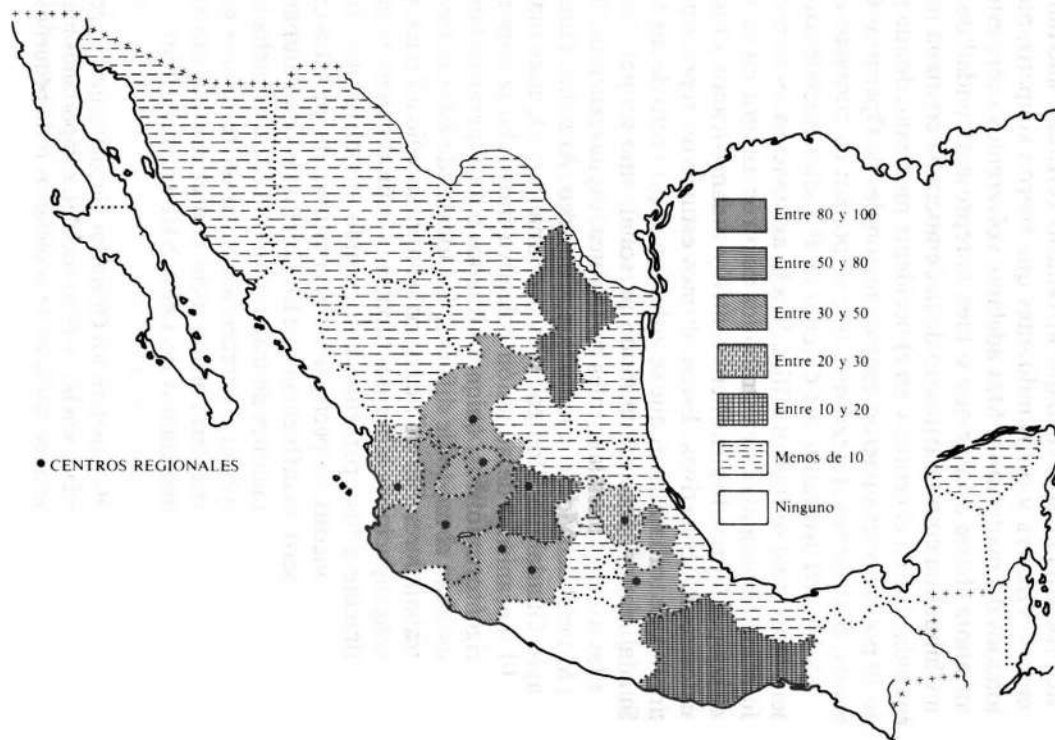 Entre 80 y 100
Entre 50 y 80
Entre 30 y 50
Entre 20 y 30
Entre 10 y 20
Menos de 10
Ninguno
CENTROS REGIONALES